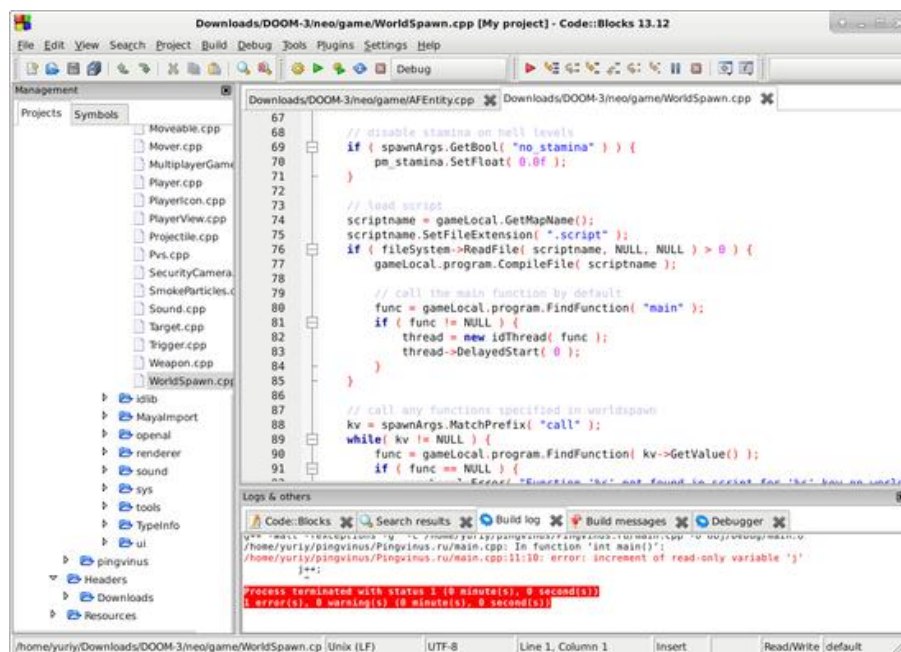 Downloads/DOOM-3/neo/game/WorldSpawn.cpp [My project] - Code::Blocks 13.12
File Edit View Search Project Build Debug Tools Plugins Settings Help
Debug
Management
Projects Symbols
Moveable.cpp
Mover.cpp
MultiplayerGame
Player.cpp
PlayerIcon.cpp
PlayerView.cpp
Projectile.cpp
Pvs.cpp
SecurityCamera.
SmokeParticles.c
Sound.cpp
Target.cpp
Trigger.cpp
Weapon.cpp
WorldSpawn.cpp
idlib
MayaImport
openal
renderer
sound
sys
tools
TypeInfo
ui
pingvinus
Headers
Downloads
Resources
Downloads/DOOM-3/neo/game/AFEntity.cpp Downloads/DOOM-3/neo/game/WorldSpawn.cpp
67
68 // disable stamina on hell levels
69 if ( spawnArgs.GetBool( "no_stamina" ) ) {
70 pm_stamina.SetFloat( 0.0f );
71 }
72
73 // load script
74 scriptname = gameLocal.GetMapName();
75 scriptname.SetFileExtension( ".script" );
76 if ( fileSystem->ReadFile( scriptname, NULL, NULL ) > 0 ) {
77 gameLocal.program.CompileFile( scriptname );
78
79 // call the main function by default
80 func = gameLocal.program.FindFunction( "main" );
81 if ( func != NULL ) {
82 thread = new idThread( func );
83 thread->DelayedStart( 0 );
84 }
85 }
86
87 // call any functions specified in worldspawn
88 kv = spawnArgs.MatchPrefix( "call" );
89 while( kv != NULL ) {
90 func = gameLocal.program.FindFunction( kv->GetValue() );
91 if ( func == NULL ) {
Logs & others
Code::Blocks Search results Build log Build messages Debugger
/home/yuriy/pingvinus/Pingvinus.ru/main.cpp: In function 'int main()':
/home/yuriy/pingvinus/Pingvinus.ru/main.cpp:11:10: error: increment of read-only variable 'j'
j++;
^
Process terminated with status 1 (0 minute(s), 0 second(s))
1 error(s), 0 warning(s) (0 minute(s), 0 second(s))
/home/yuriy/Downloads/DOOM-3/neo/game/WorldSpawn.cp Unix (LF) UTF-8 Line 1, Column 1 Insert Read/Write default